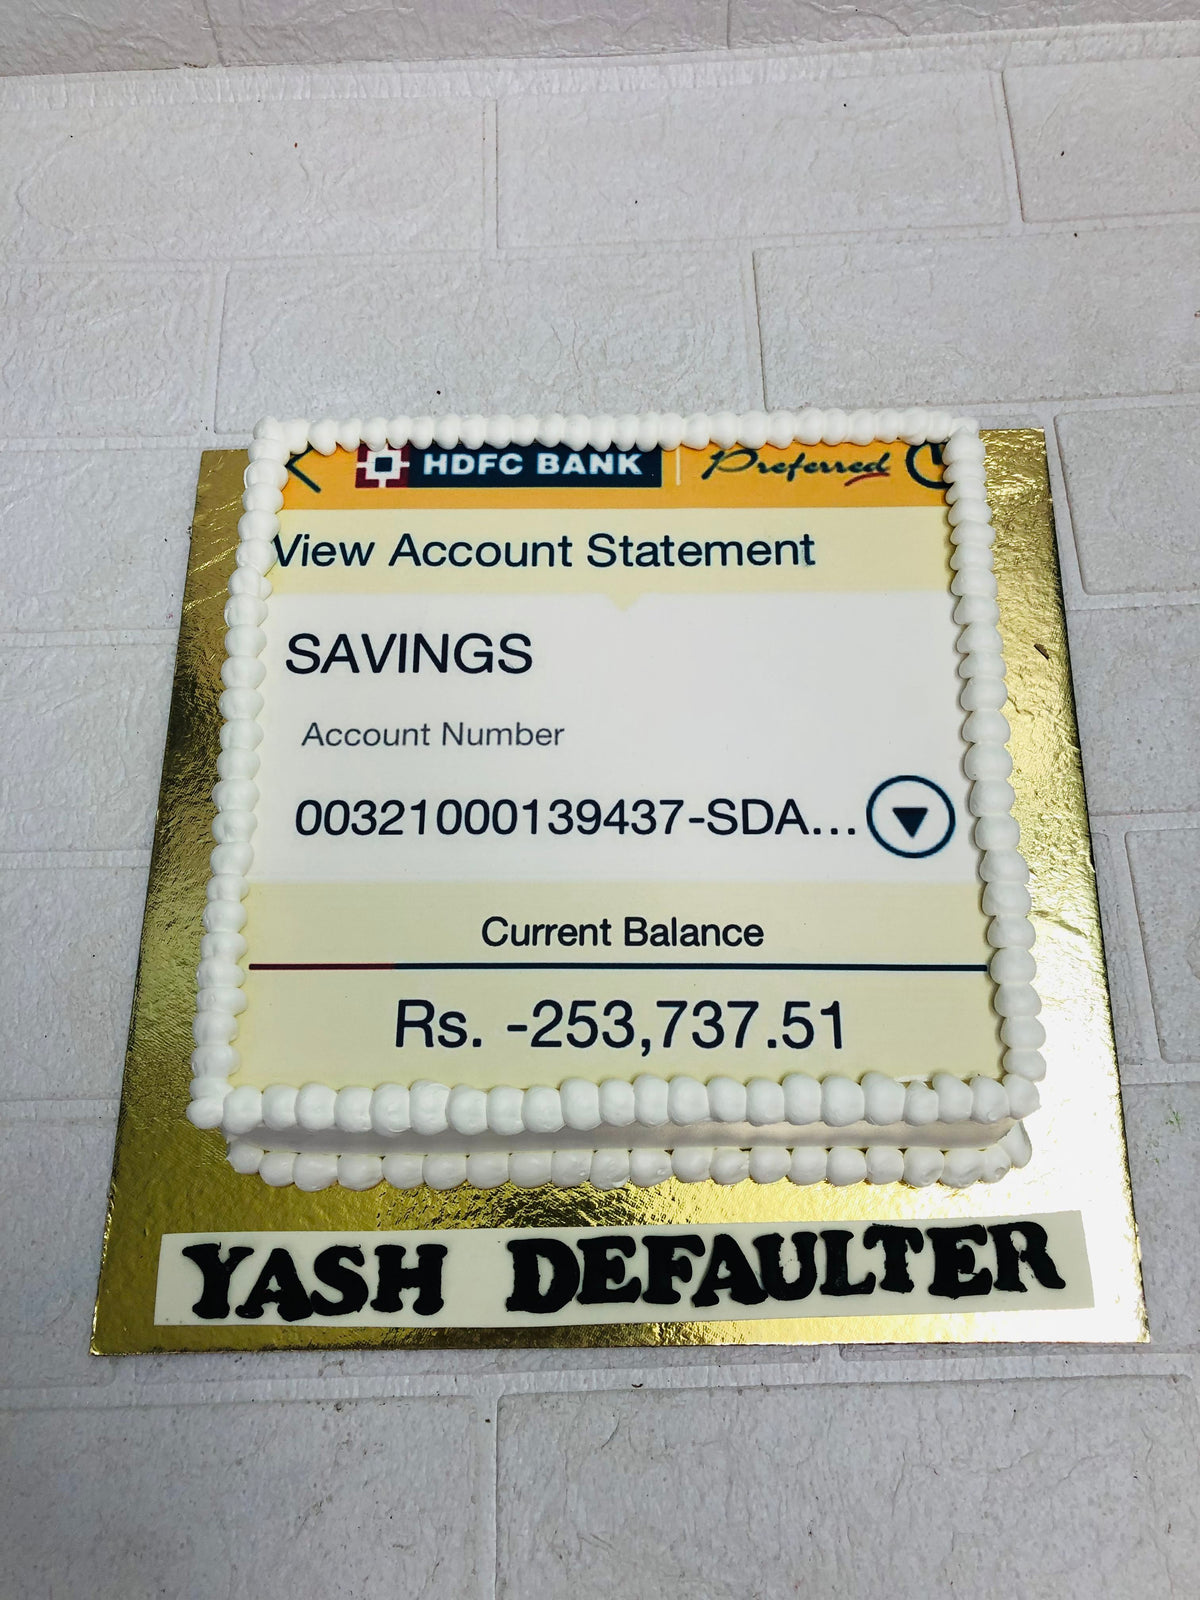 HDFC BANK Preferred
View Account Statement
SAVINGS
Account Number
00321000139437-SDA...
Current Balance
Rs. -253,737.51
YASH DEFAULTER